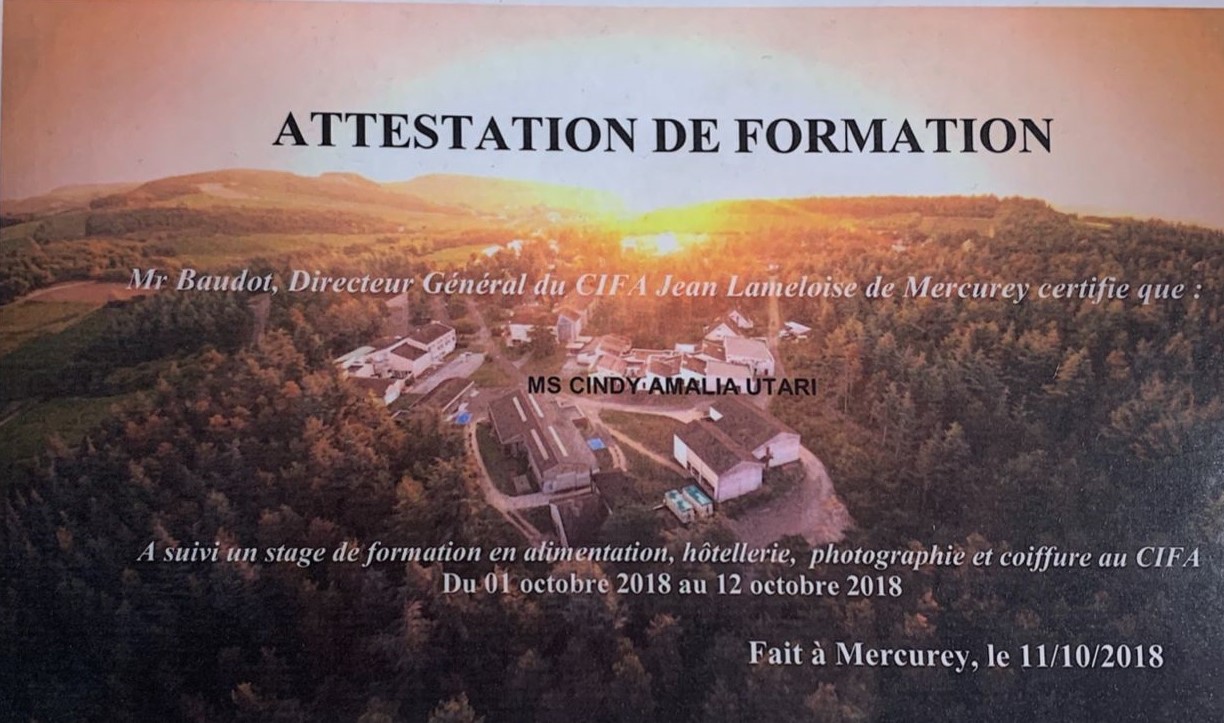 ATTESTATION DE FORMATION
Mr Baudot, Directeur Général du CIFA Jean Lameloise de Mercurey certifie que :
MS CINDY AMALIA UTARI
A suivi un stage de formation en alimentation, hôtellerie, photographie et coiffure au CIFA
Du 01 octobre 2018 au 12 octobre 2018
Fait à Mercurey, le 11/10/2018